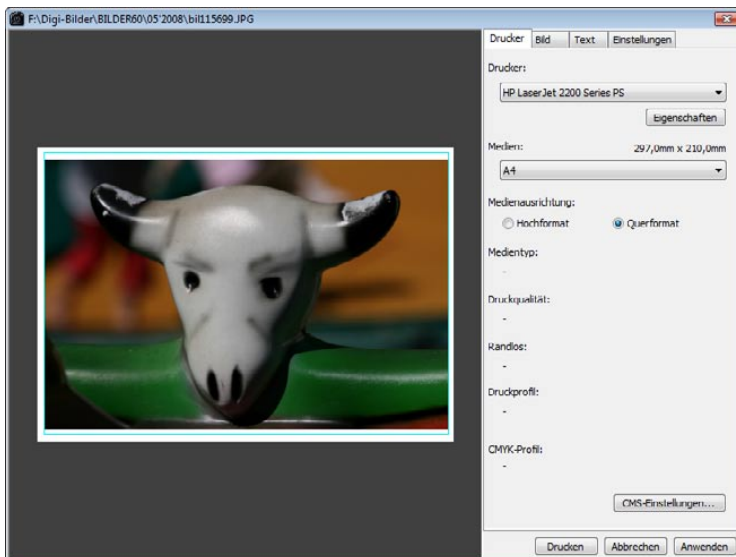 F:\Digi-Bilder\BILDER60\05'2008\bil115699.JPG
Drucker Bild Text Einstellungen
Drucker:
HP LaserJet 2200 Series PS
Eigenschaften
Medien: 297,0mm x 210,0mm
A4
Medienausrichtung:
Hochformat Querformat
Medientyp:
-
Druckqualität:
-
Randlos:
-
Druckprofil:
-
CMYK-Profil:
-
CMS-Einstellungen...
Drucken Abbrechen Anwenden